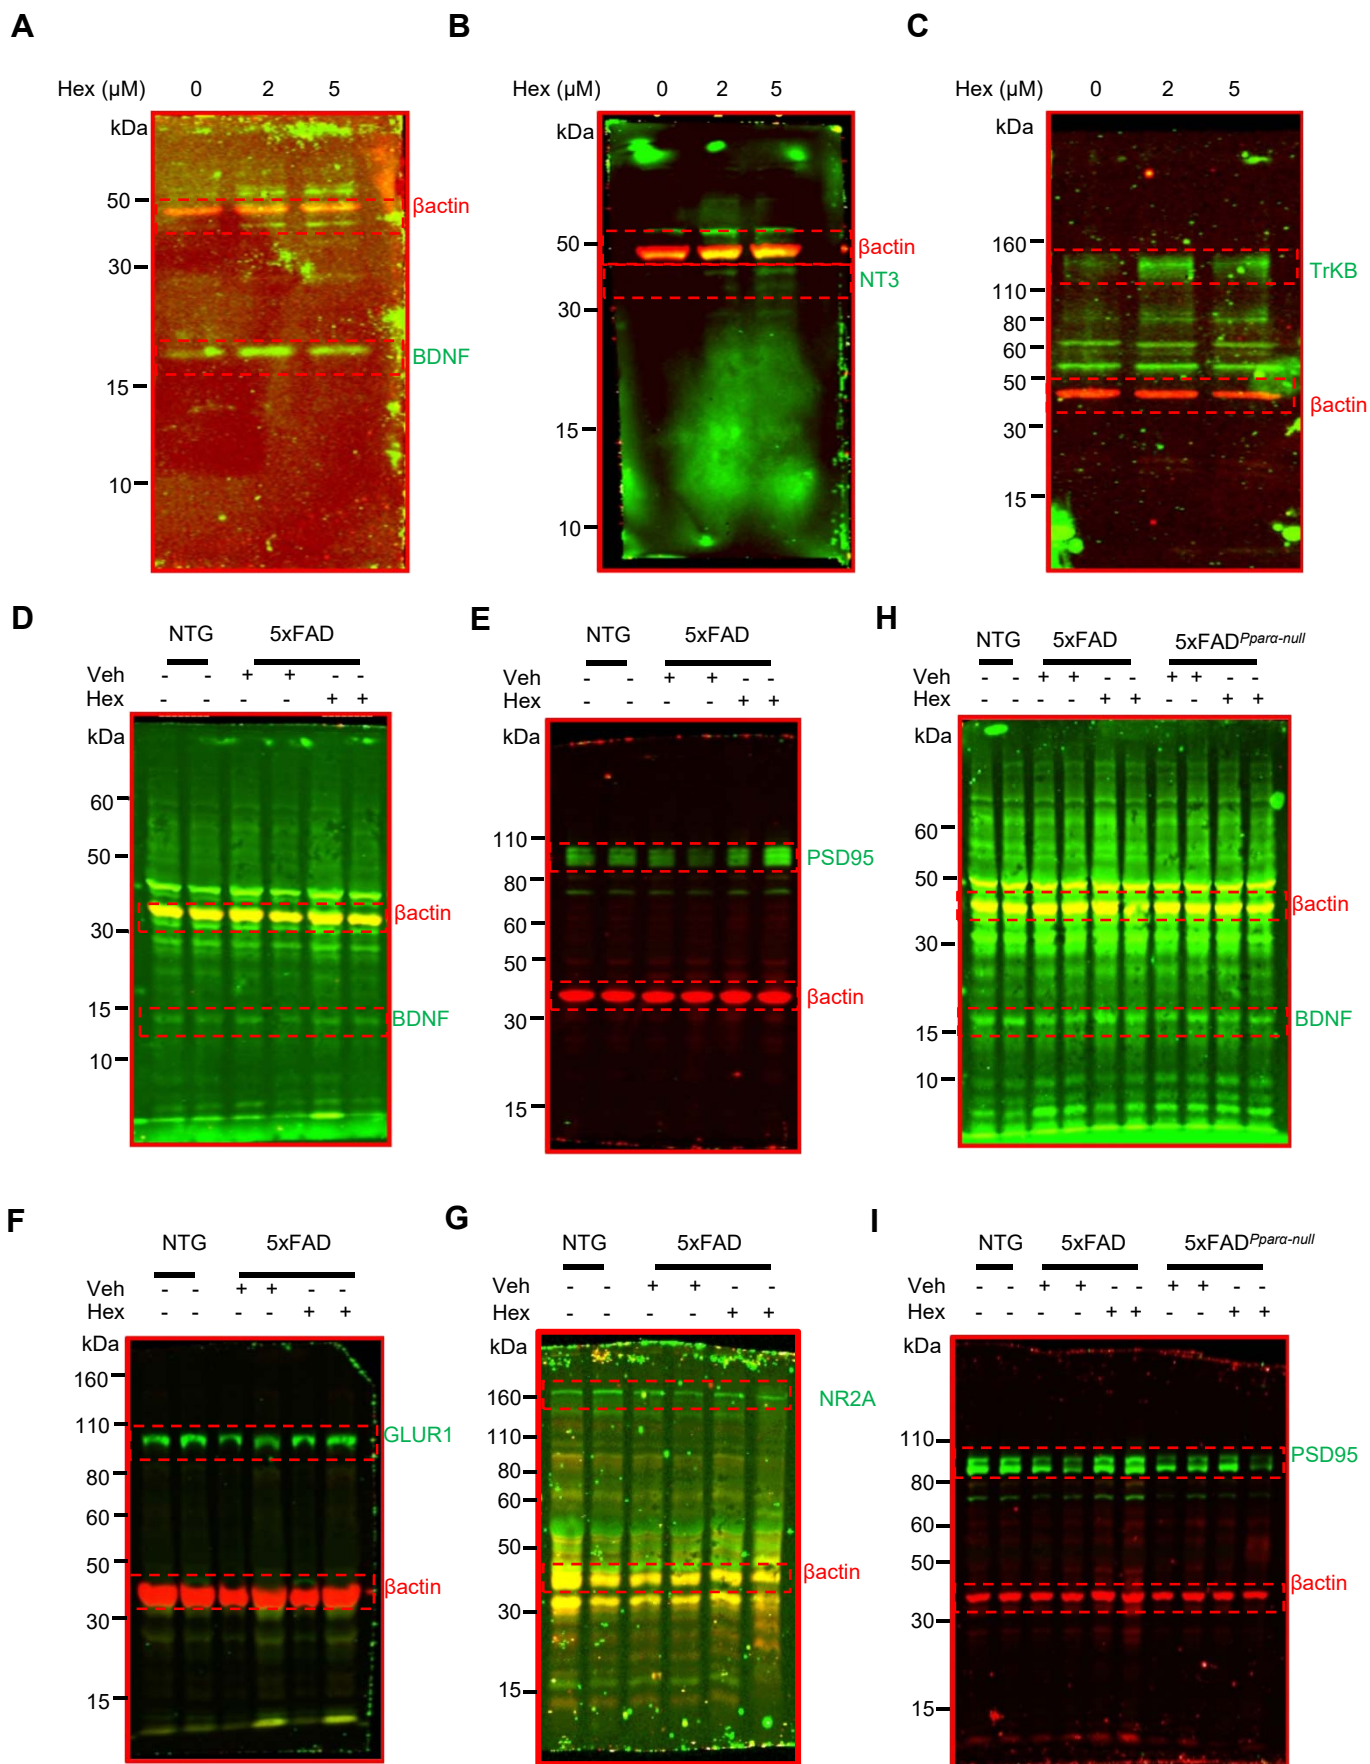 A
Hex (μM) 0 2 5
kDa
50
30
15
10
βactin
BDNF
B
Hex (μM) 0 2 5
kDa
50
30
15
10
βactin
NT3
C
Hex (μM) 0 2 5
kDa
160
110
80
60
50
30
15
TrKB
βactin
D
NTG 5xFAD
Veh - - + + - -
Hex - - - - + +
kDa
60
50
30
15
10
βactin
BDNF
E
NTG 5xFAD
Veh - - + + - -
Hex - - - - + +
kDa
110
80
60
50
30
15
PSD95
βactin
H
NTG 5xFAD 5xFADPparα-null
Veh - - + + - - + + - -
Hex - - - - + + - - + +
kDa
60
50
30
15
10
βactin
BDNF
F
NTG 5xFAD
Veh - - + + - -
Hex - - - - + +
kDa
160
110
80
60
50
30
15
GLUR1
βactin
G
NTG 5xFAD
Veh - - + + - -
Hex - - - - + +
kDa
160
110
80
60
50
30
15
NR2A
βactin
I
NTG 5xFAD 5xFADPparα-null
Veh - - + + - - + + - -
Hex - - - - + + - - + +
kDa
110
80
60
50
30
15
PSD95
βactin